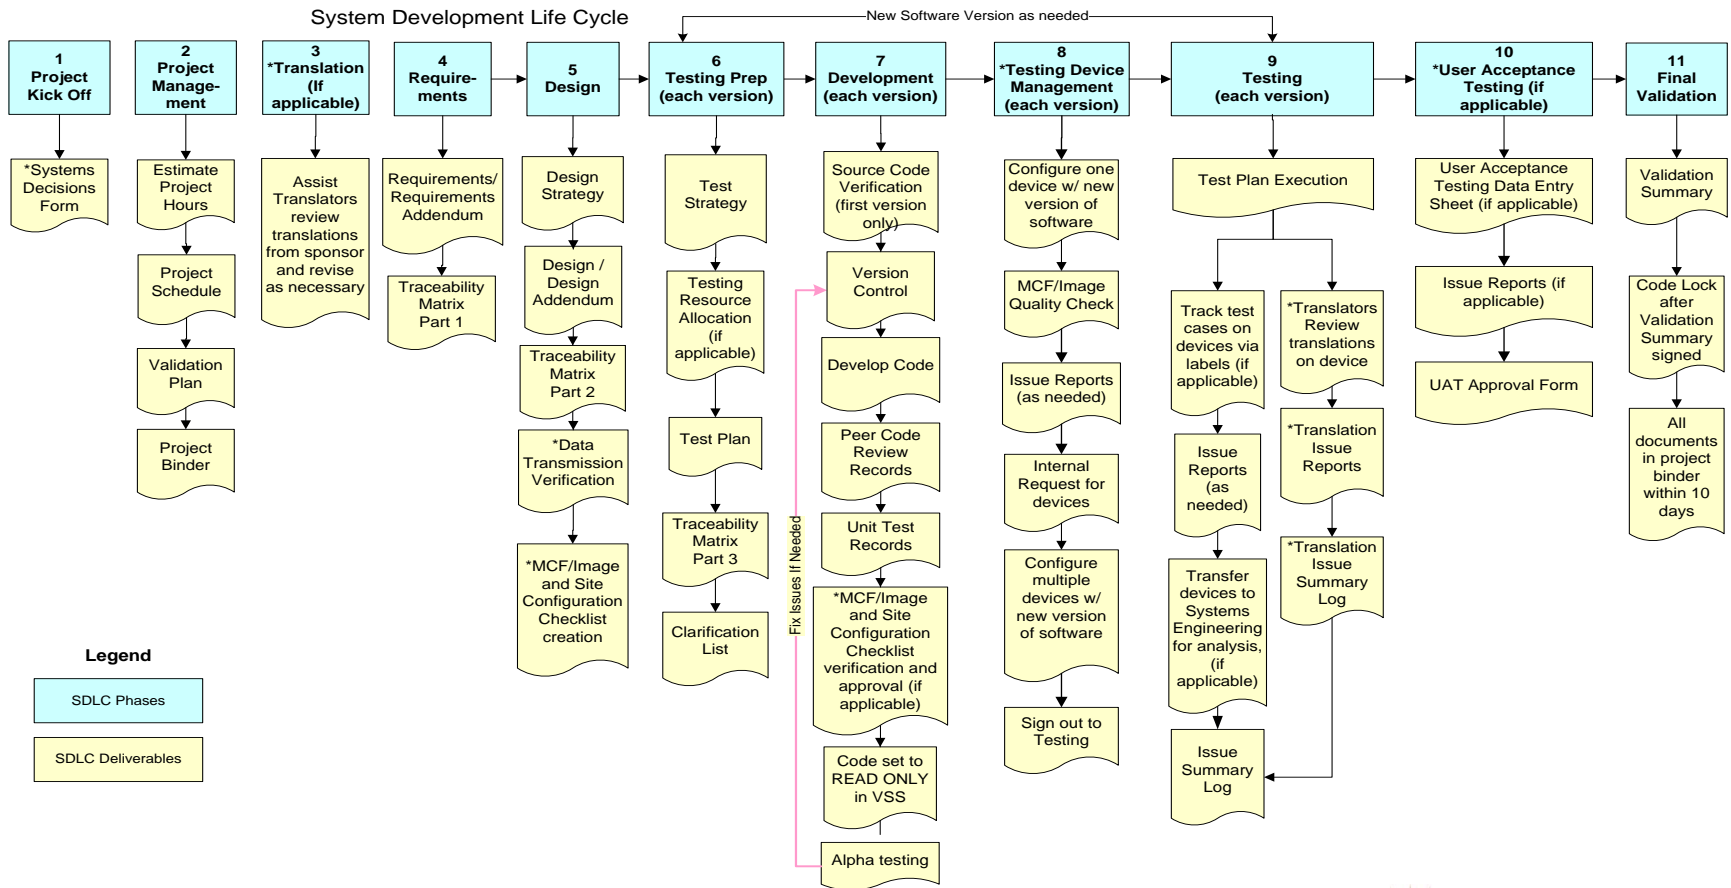 System Development Life Cycle
New Software Version as needed
1
Project
Kick Off
2
Project
Manage-
ment
3
*Translation
(If
applicable)
4
Require-
ments
5
Design
6
Testing Prep
(each version)
7
Development
(each version)
8
*Testing Device
Management
(each version)
9
Testing
(each version)
10
*User Acceptance
Testing (if
applicable)
11
Final
Validation
*Systems
Decisions
Form
Estimate
Project
Hours
Project
Schedule
Validation
Plan
Project
Binder
Assist
Translators
review
translations
from sponsor
and revise
as necessary
Requirements/
Requirements
Addendum
Traceability
Matrix
Part 1
Design
Strategy
Design /
Design
Addendum
Traceability
Matrix
Part 2
*Data
Transmission
Verification
*MCF/Image
and Site
Configuration
Checklist
creation
Test
Strategy
Testing
Resource
Allocation
(if
applicable)
Test Plan
Traceability
Matrix
Part 3
Clarification
List
Source Code
Verification
(first version
only)
Version
Control
Develop Code
Peer Code
Review
Records
Unit Test
Records
*MCF/Image
and Site
Configuration
Checklist
verification and
approval (if
applicable)
Code set to
READ ONLY
in VSS
Alpha testing
Fix Issues If Needed
Configure one
device w/ new
version of
software
MCF/Image
Quality Check
Issue Reports
(as needed)
Internal
Request for
devices
Configure
multiple
devices w/
new version
of software
Sign out to
Testing
Test Plan Execution
Track test
cases on
devices via
labels (if
applicable)
Issue
Reports
(as
needed)
Transfer
devices to
Systems
Engineering
for analysis,
(if
applicable)
Issue
Summary
Log
*Translators
Review
translations
on device
*Translation
Issue
Reports
*Translation
Issue
Summary
Log
User Acceptance
Testing Data Entry
Sheet (if applicable)
Issue Reports (if
applicable)
UAT Approval Form
Validation
Summary
Code Lock
after
Validation
Summary
signed
All
documents
in project
binder
within 10
days
Legend
SDLC Phases
SDLC Deliverables